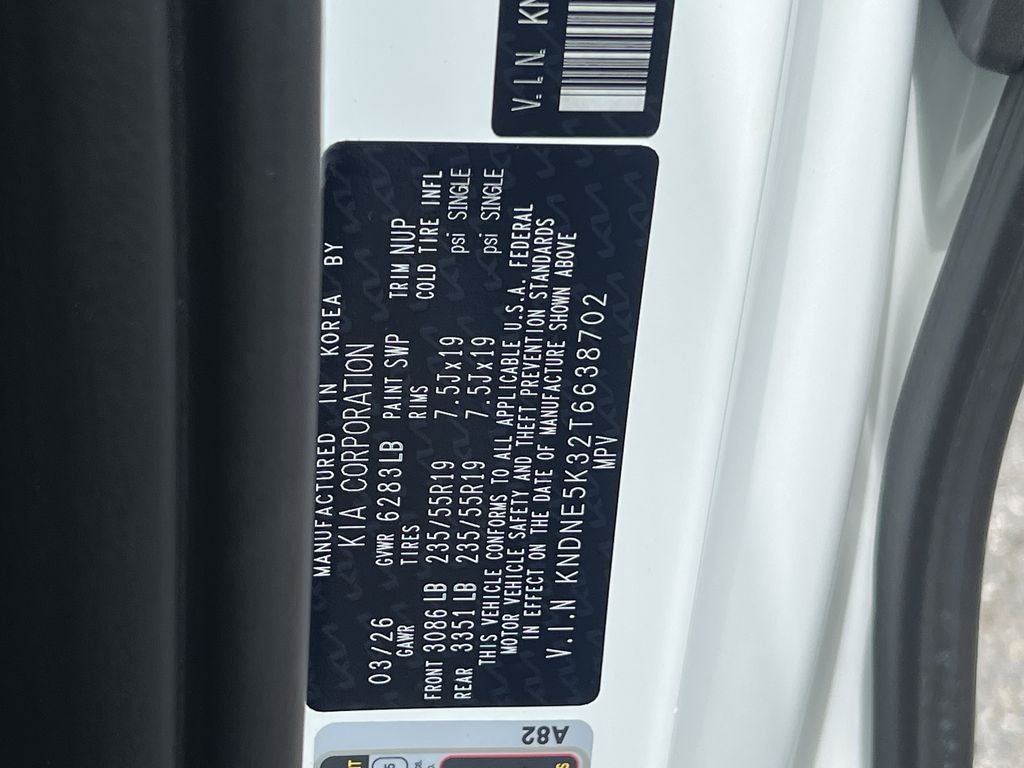 MANUFACTURED IN KOREA BY
KIA CORPORATION
03/26 GVWR 6283LB PAINT SWP TRIM NUP
GAWR TIRES RIMS COLD TIRE INFL
FRONT 3086 LB 235/55R19 7.5Jx19 psi SINGLE
REAR 3351 LB 235/55R19 7.5Jx19 psi SINGLE
THIS VEHICLE CONFORMS TO ALL APPLICABLE U.S.A. FEDERAL
MOTOR VEHICLE SAFETY AND THEFT PREVENTION STANDARDS
IN EFFECT ON THE DATE OF MANUFACTURE SHOWN ABOVE
V.I.N KNDNE5K32T6638702
MPV
V.I.N. KN
A82